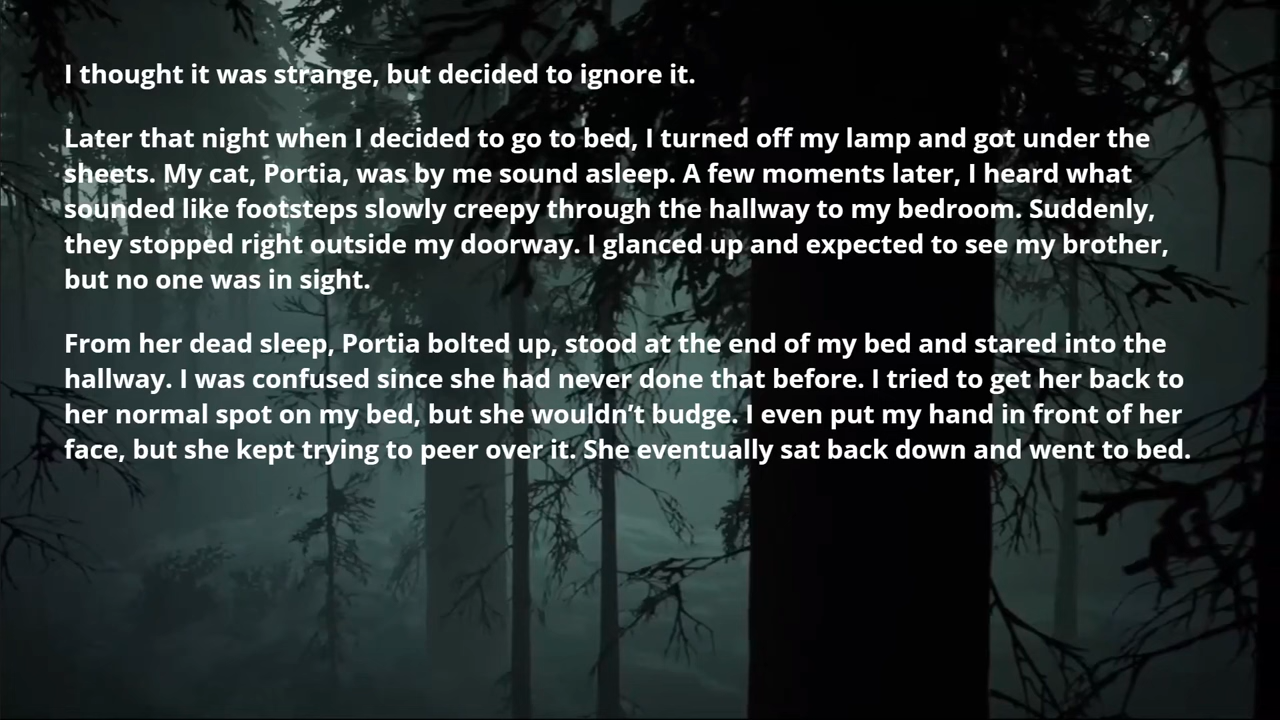 I thought it was strange, but decided to ignore it.
Later that night when I decided to go to bed, I turned off my lamp and got under the
sheets. My cat, Portia, was by me sound asleep. A few moments later, I heard what
sounded like footsteps slowly creepy through the hallway to my bedroom. Suddenly,
they stopped right outside my doorway. I glanced up and expected to see my brother,
but no one was in sight.
From her dead sleep, Portia bolted up, stood at the end of my bed and stared into the
hallway. I was confused since she had never done that before. I tried to get her back to
her normal spot on my bed, but she wouldn’t budge. I even put my hand in front of her
face, but she kept trying to peer over it. She eventually sat back down and went to bed.